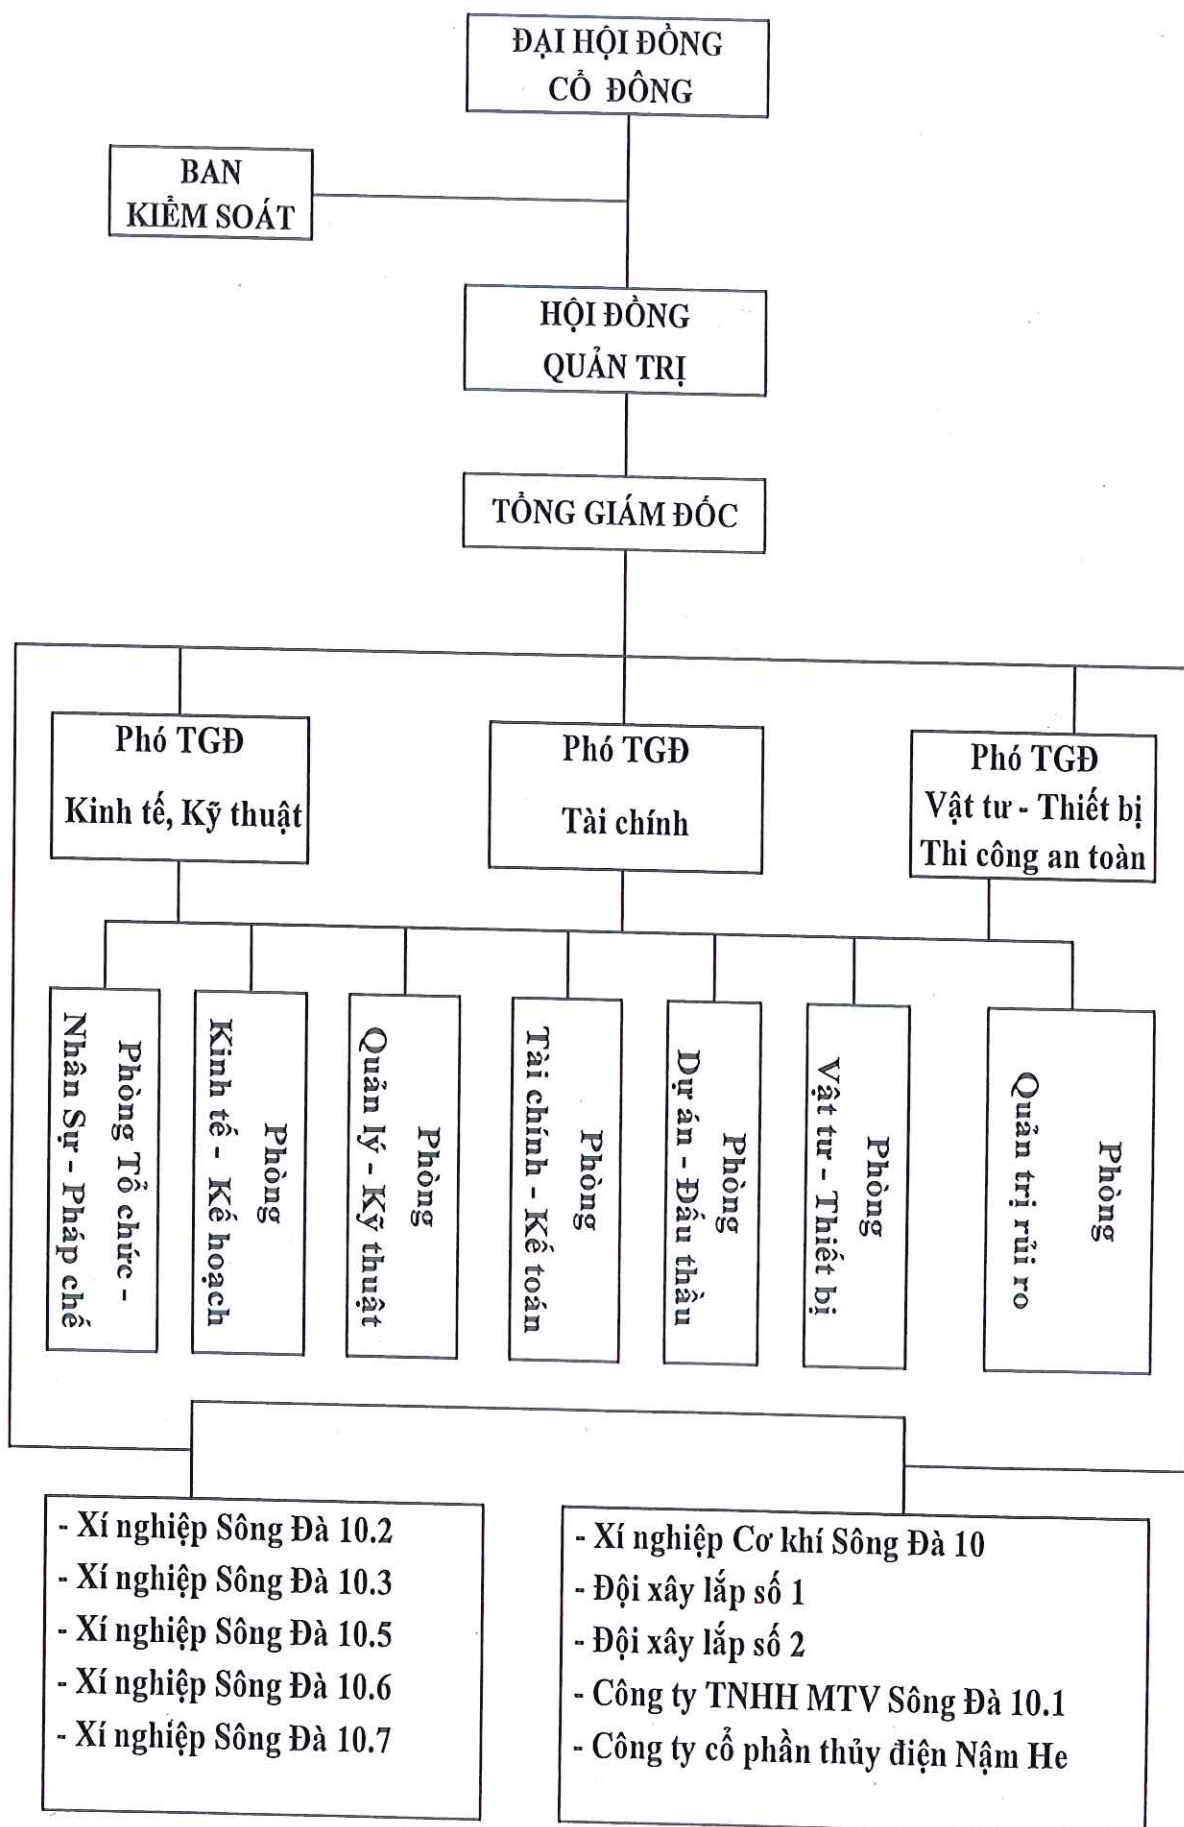 ĐẠI HỘI ĐỒNG
CỔ ĐÔNG
BAN
KIỂM SOÁT
HỘI ĐỒNG
QUẢN TRỊ
TỔNG GIÁM ĐỐC
Phó TGĐ
Kinh tế, Kỹ thuật
Phó TGĐ
Tài chính
Phó TGĐ
Vật tư - Thiết bị
Thi công an toàn
Phòng Tổ chức -
Nhân Sự - Pháp chế
Phòng
Kinh tế - Kế hoạch
Phòng
Quản lý - Kỹ thuật
Phòng
Tài chính - Kế toán
Phòng
Dự án - Đấu thầu
Phòng
Vật tư - Thiết bị
Phòng
Quản trị rủi ro
- Xí nghiệp Sông Đà 10.2
- Xí nghiệp Sông Đà 10.3
- Xí nghiệp Sông Đà 10.5
- Xí nghiệp Sông Đà 10.6
- Xí nghiệp Sông Đà 10.7
- Xí nghiệp Cơ khí Sông Đà 10
- Đội xây lắp số 1
- Đội xây lắp số 2
- Công ty TNHH MTV Sông Đà 10.1
- Công ty cổ phần thủy điện Nậm He